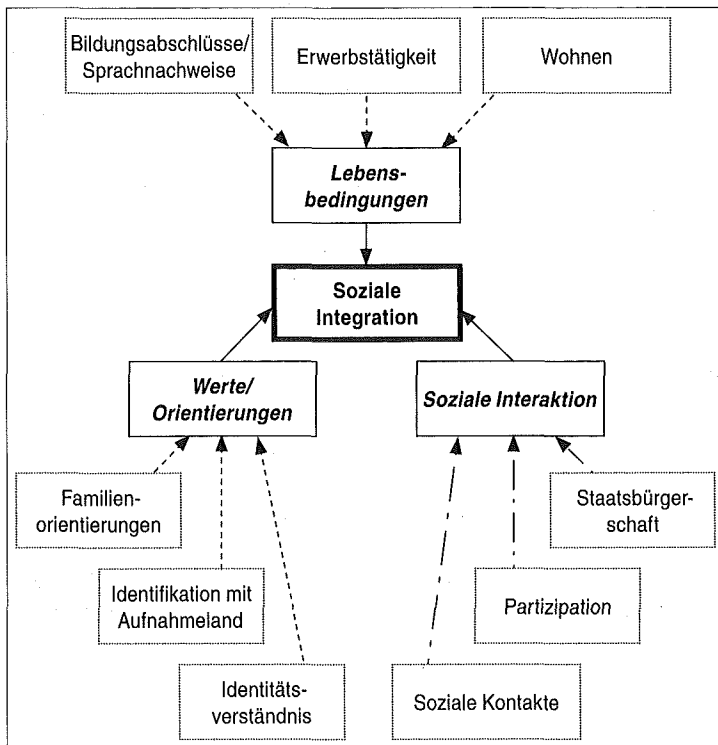 Bildungsabschlüsse/
Sprachnachweise
Erwerbstätigkeit
Wohnen
Lebens-
bedingungen
Soziale
Integration
Werte/
Orientierungen
Soziale Interaktion
Familien-
orientierungen
Staatsbürger-
schaft
Identifikation mit
Aufnahmeland
Partizipation
Identitäts-
verständnis
Soziale Kontakte